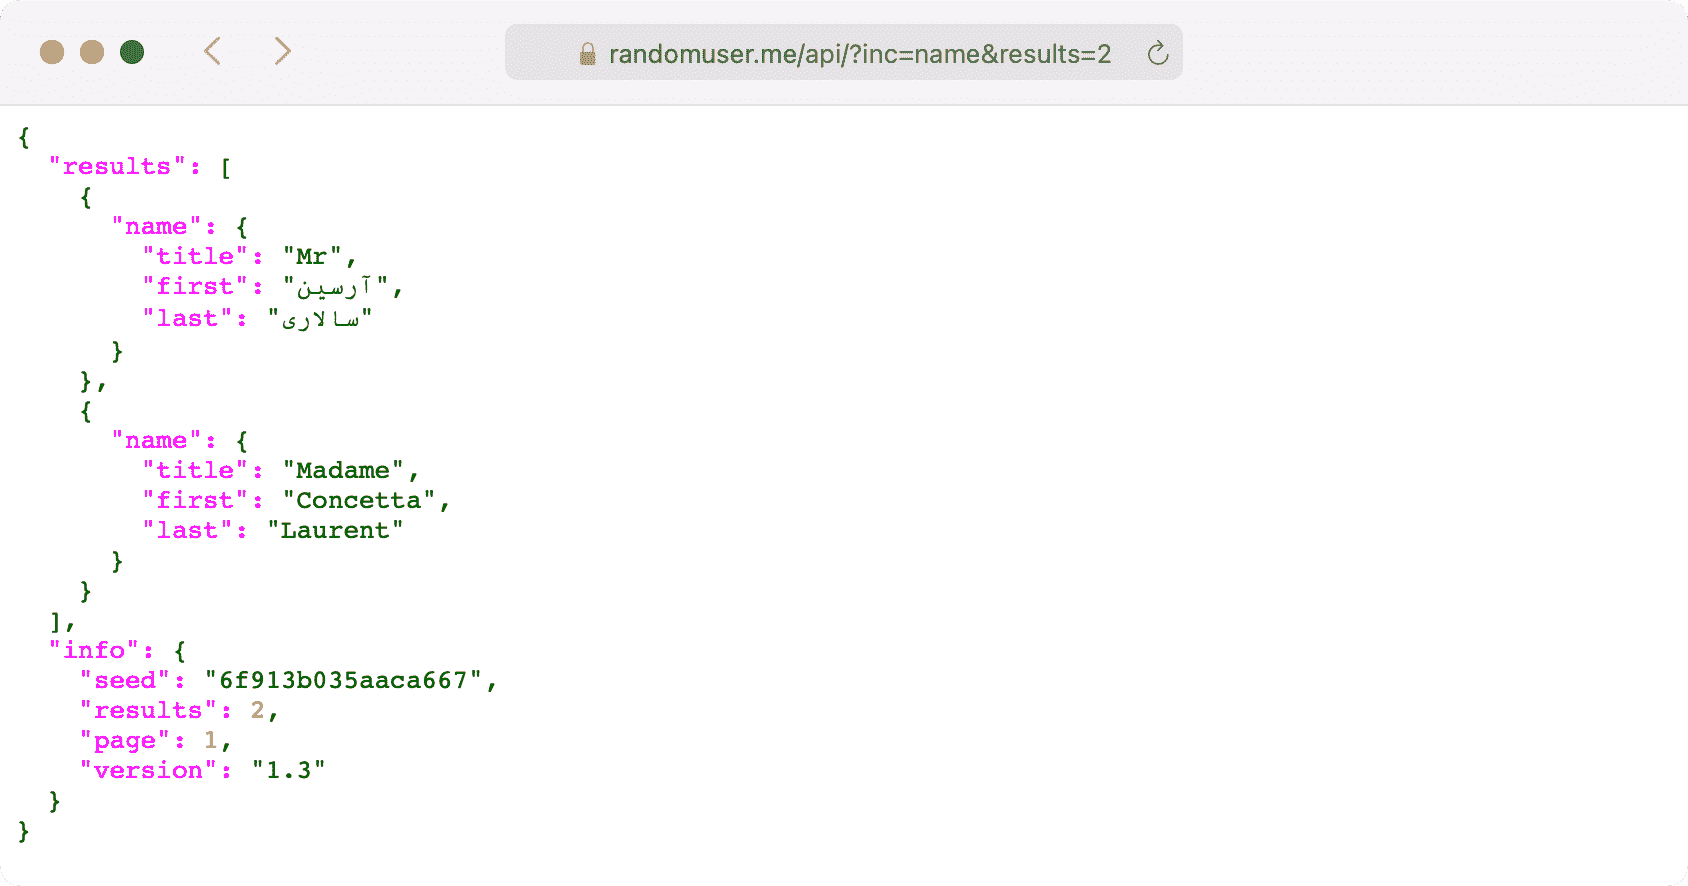 randomuser.me/api/?inc=name&results=2
{
  "results": [
    {
      "name": {
        "title": "Mr",
        "first": "آرسین",
        "last": "سالاری"
      }
    },
    {
      "name": {
        "title": "Madame",
        "first": "Concetta",
        "last": "Laurent"
      }
    }
  ],
  "info": {
    "seed": "6f913b035aaca667",
    "results": 2,
    "page": 1,
    "version": "1.3"
  }
}